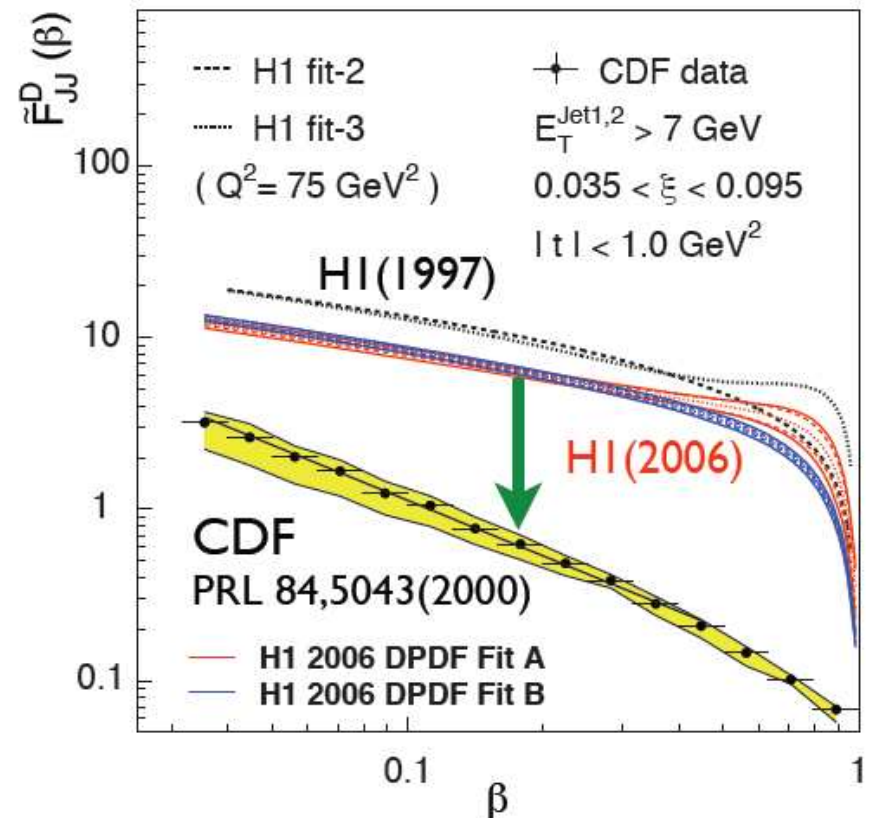 F̃ᴰ_JJ (β)
H1 fit-2
H1 fit-3
( Q²= 75 GeV² )
CDF data
E_T^Jet1,2 > 7 GeV
0.035 < ξ < 0.095
| t | < 1.0 GeV²
H1(1997)
H1(2006)
CDF
PRL 84,5043(2000)
H1 2006 DPDF Fit A
H1 2006 DPDF Fit B
100
10
1
0.1
0.1
1
β